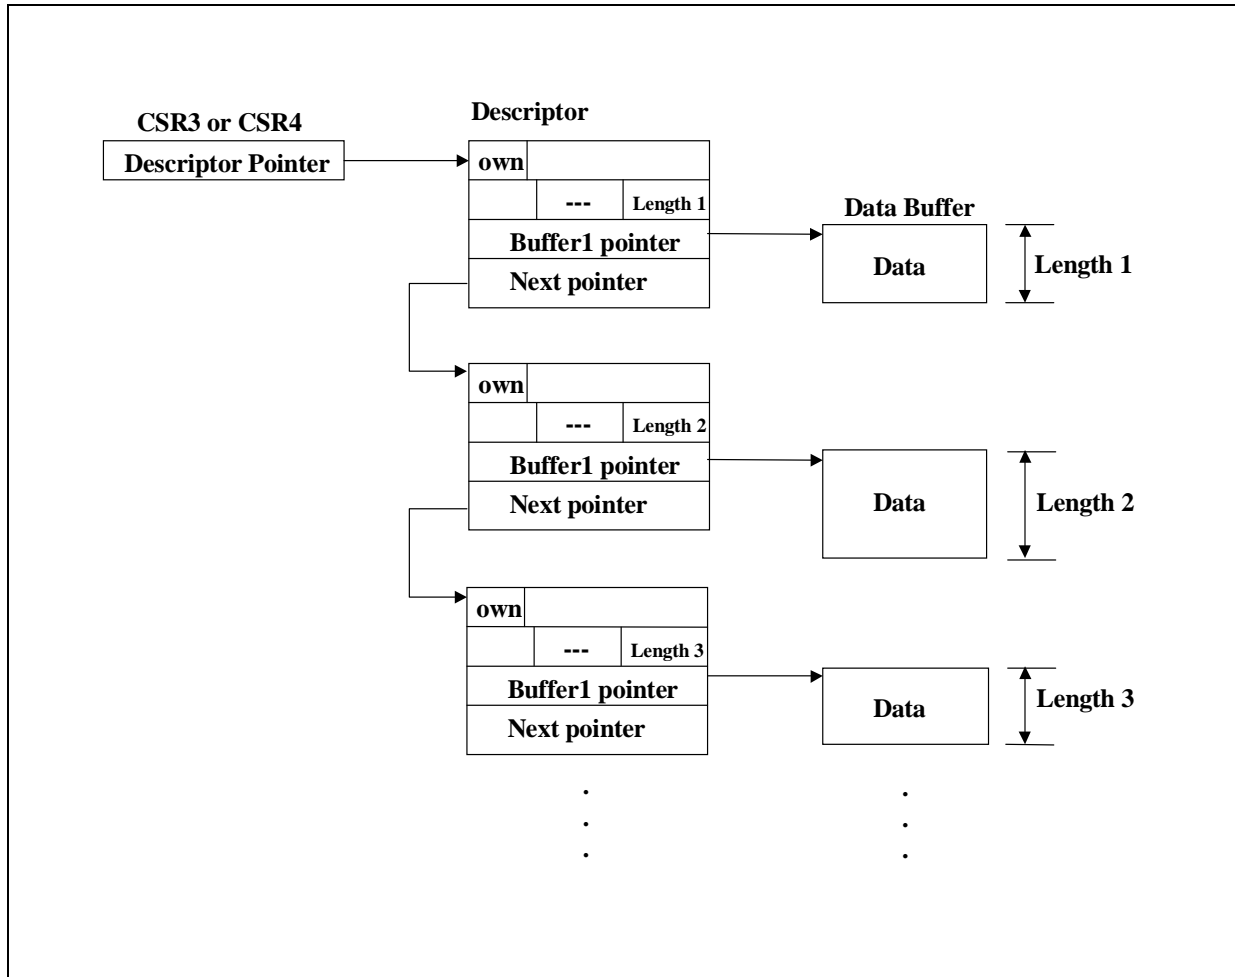 CSR3 or CSR4
Descriptor Pointer
Descriptor
own
--- Length 1
Buffer1 pointer
Next pointer
Data Buffer
Data
Length 1
own
--- Length 2
Buffer1 pointer
Next pointer
Data
Length 2
own
--- Length 3
Buffer1 pointer
Next pointer
Data
Length 3
.
.
.
.
.
.